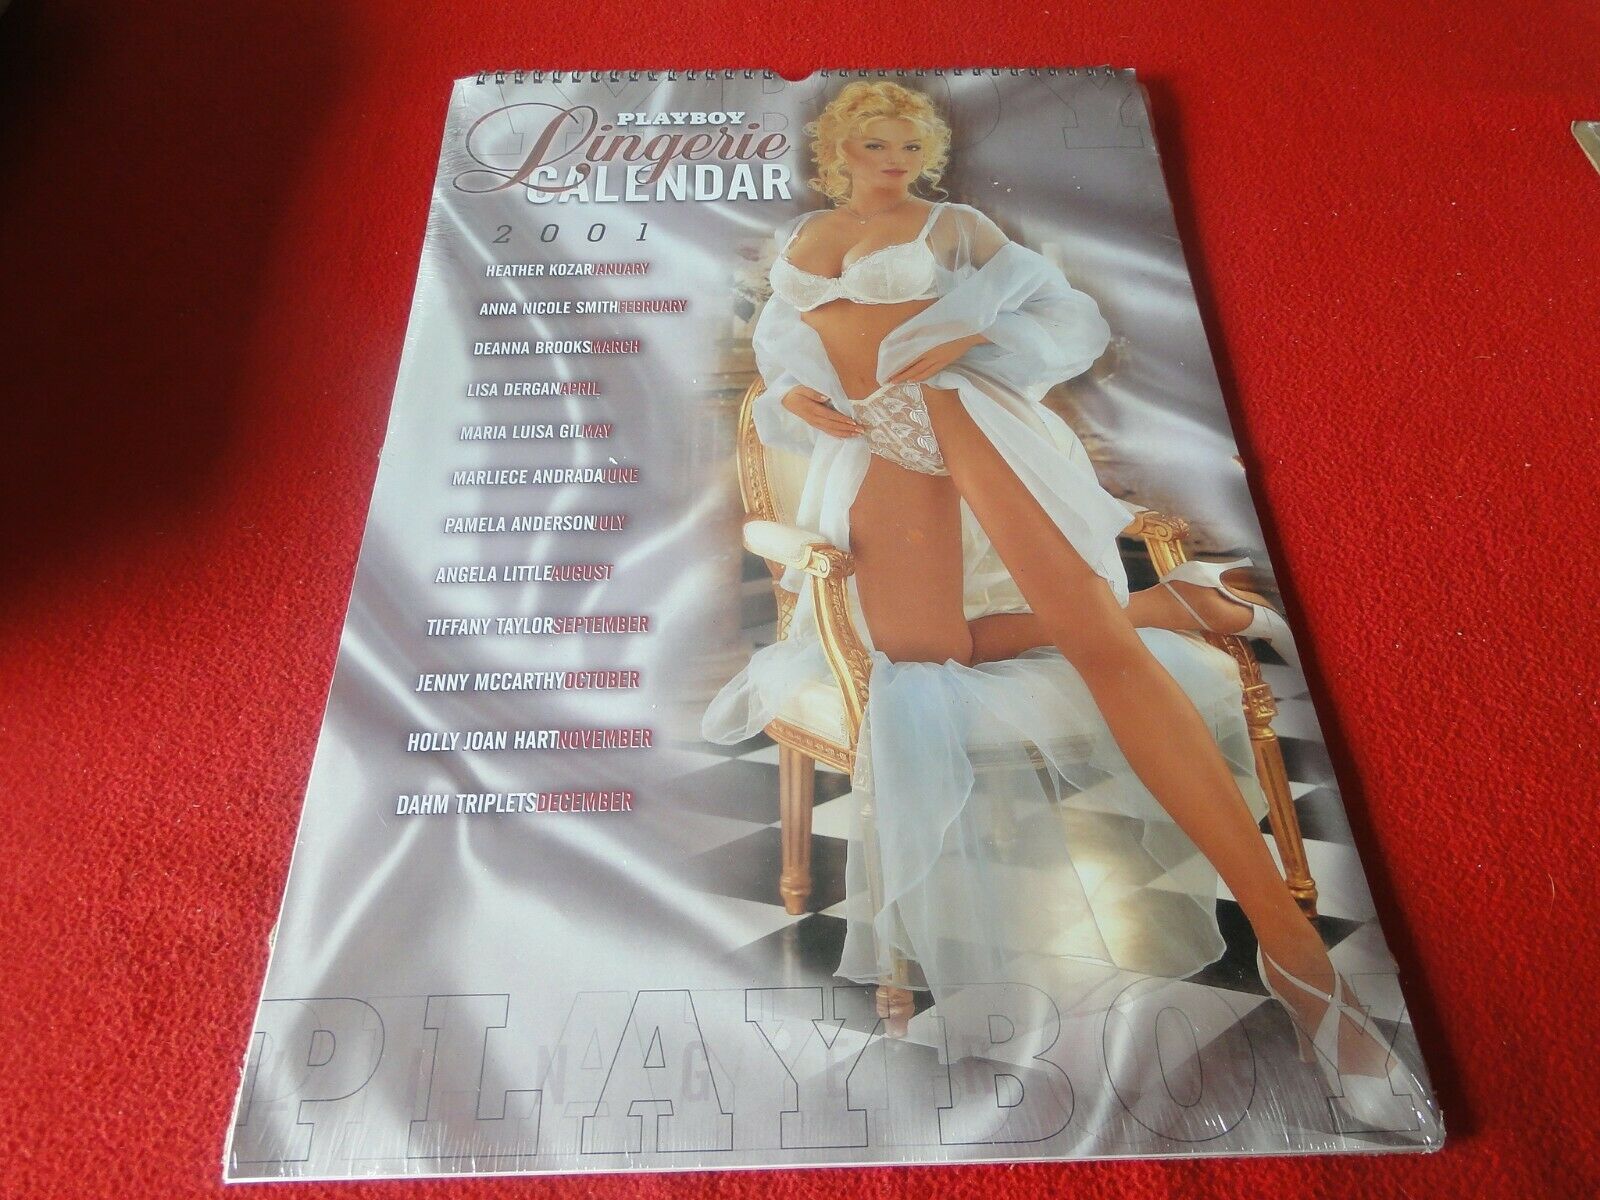 PLAYBOY
Lingerie
CALENDAR
2001
HEATHER KOZAR JANUARY
ANNA NICOLE SMITH FEBRUARY
DEANNA BROOKS MARCH
LISA DERGAN APRIL
MARIA LUISA GIL MAY
MARLIECE ANDRADA JUNE
PAMELA ANDERSON JULY
ANGELA LITTLE AUGUST
TIFFANY TAYLOR SEPTEMBER
JENNY MCCARTHY OCTOBER
HOLLY JOAN HART NOVEMBER
DAHM TRIPLETS DECEMBER
PLAYBOY